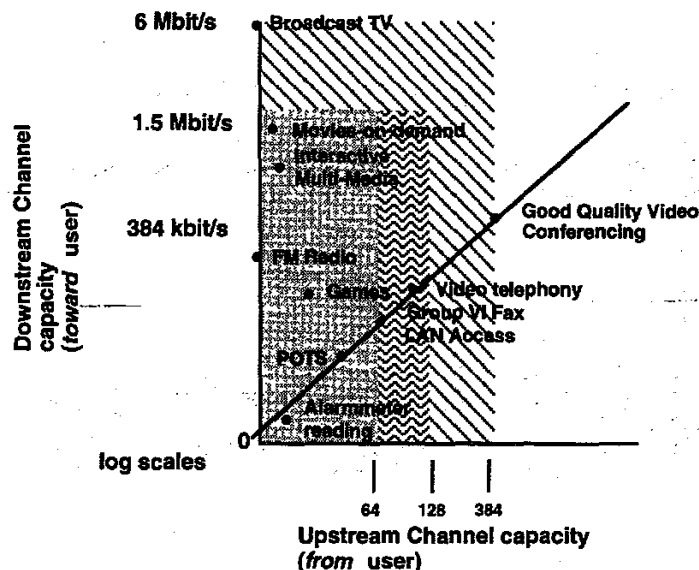 6 Mbit/s
Broadcast TV
1.5 Mbit/s
Movies-on-demand
Interactive
Multi-Media
384 kbit/s
FM Radio
Games
Good Quality Video
Conferencing
Video telephony
Group VI Fax
LAN Access
POTS
Alarm/meter
reading
0
log scales
64
128
384
Downstream Channel
capacity
(toward user)
Upstream Channel capacity
(from user)